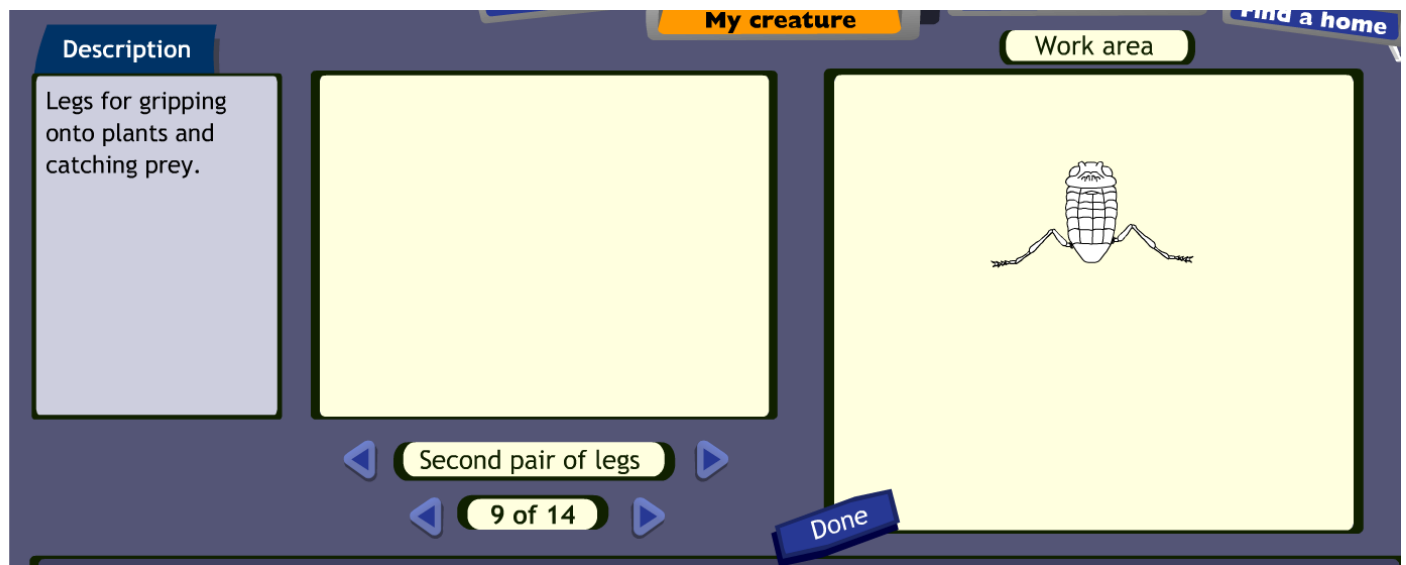 My creature
Find a home
Description
Work area
Legs for gripping
onto plants and
catching prey.
Second pair of legs
9 of 14
Done